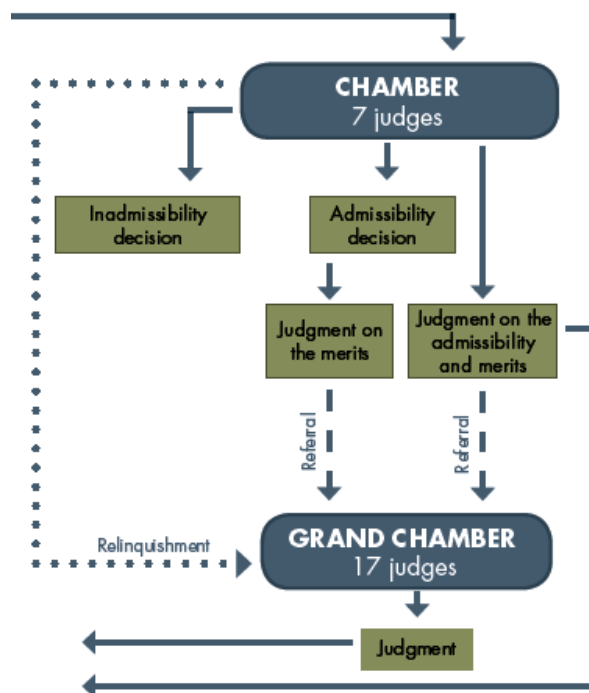 CHAMBER
7 judges
Inadmissibility
decision
Admissibility
decision
Judgment on
the merits
Judgment on the
admissibility
and merits
Referral
Referral
Relinquishment
GRAND CHAMBER
17 judges
Judgment